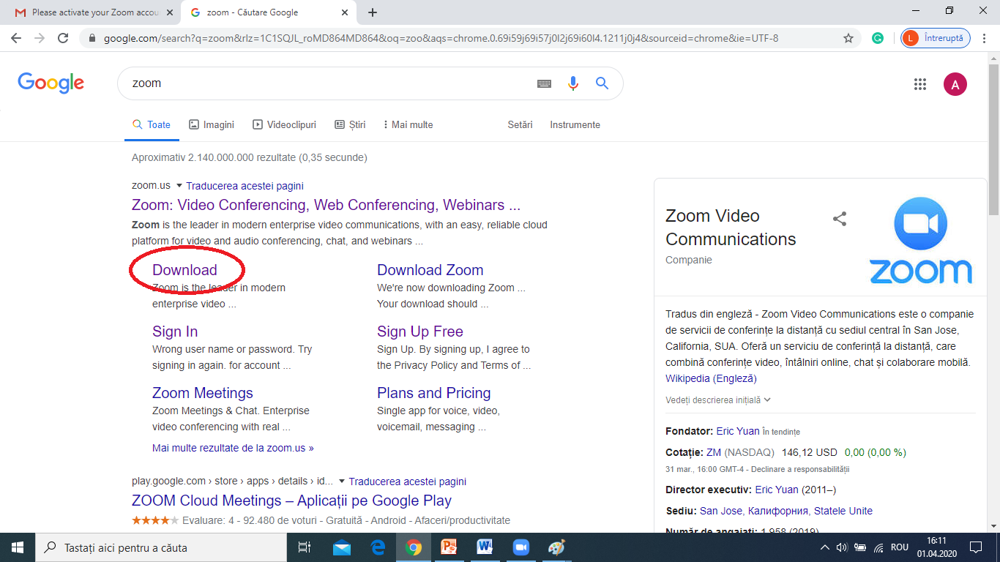 Please activate your Zoom accou
zoom - Căutare Google
google.com/search?q=zoom&rlz=1C1SQJL_roMD864MD864&oq=zoo&aqs=chrome.0.69i59j69i57j0l2j69i60l4.1211j0j4&sourceid=chrome&ie=UTF-8
L Întreruptă
Google
zoom
A
Toate Imagini Videoclipuri Știri Mai multe Setări Instrumente
Aproximativ 2.140.000.000 rezultate (0,35 secunde)
zoom.us Traducerea acestei pagini
Zoom: Video Conferencing, Web Conferencing, Webinars ...
Zoom is the leader in modern enterprise video communications, with an easy, reliable cloud
platform for video and audio conferencing, chat, and webinars ...
Download
Zoom is the leader in modern
enterprise video ...
Download Zoom
We're now downloading Zoom ...
Your download should ...
Sign In
Wrong user name or password. Try
signing in again. for account ...
Sign Up Free
Sign Up. By signing up, I agree to
the Privacy Policy and Terms of ...
Zoom Meetings
Zoom Meetings & Chat. Enterprise
video conferencing with real ...
Plans and Pricing
Single app for voice, video,
voicemail, messaging ...
Mai multe rezultate de la zoom.us »
play.google.com › store › apps › details › id... Traducerea acestei pagini
ZOOM Cloud Meetings – Aplicații pe Google Play
Evaluare: 4 - 92.480 de voturi - Gratuită - Android - Afaceri/productivitate
Zoom Video
Communications
Companie
zoom
Tradus din engleză - Zoom Video Communications este o companie
de servicii de conferințe la distanță cu sediul central în San Jose,
California, SUA. Oferă un serviciu de conferință la distanță, care
combină conferințe video, întâlniri online, chat și colaborare mobilă.
Wikipedia (Engleză)
Vedeți descrierea inițială
Fondator: Eric Yuan În tendințe
Cotație: ZM (NASDAQ) 146,12 USD 0,00 (0,00 %)
31 mar., 16:00 GMT-4 - Declinare a responsabilității
Director executiv: Eric Yuan (2011–)
Sediu: San Jose, Калифорния, Statele Unite
Număr de angajați: 1.958 (2019)
Tastați aici pentru a căuta
ROU
16:11
01.04.2020